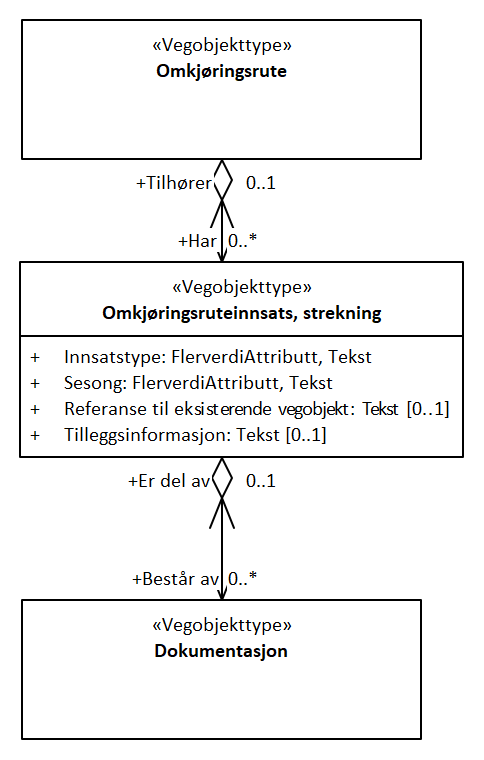 «Vegobjekttype»
Omkjøringsrute
+Tilhører 0..1
+Har 0..*
«Vegobjekttype»
Omkjøringsruteinnsats, strekning
+ Innsatstype: FlerverdiAttributt, Tekst
+ Sesong: FlerverdiAttributt, Tekst
+ Referanse til eksisterende vegobjekt: Tekst [0..1]
+ Tilleggsinformasjon: Tekst [0..1]
+Er del av 0..1
+Består av 0..*
«Vegobjekttype»
Dokumentasjon